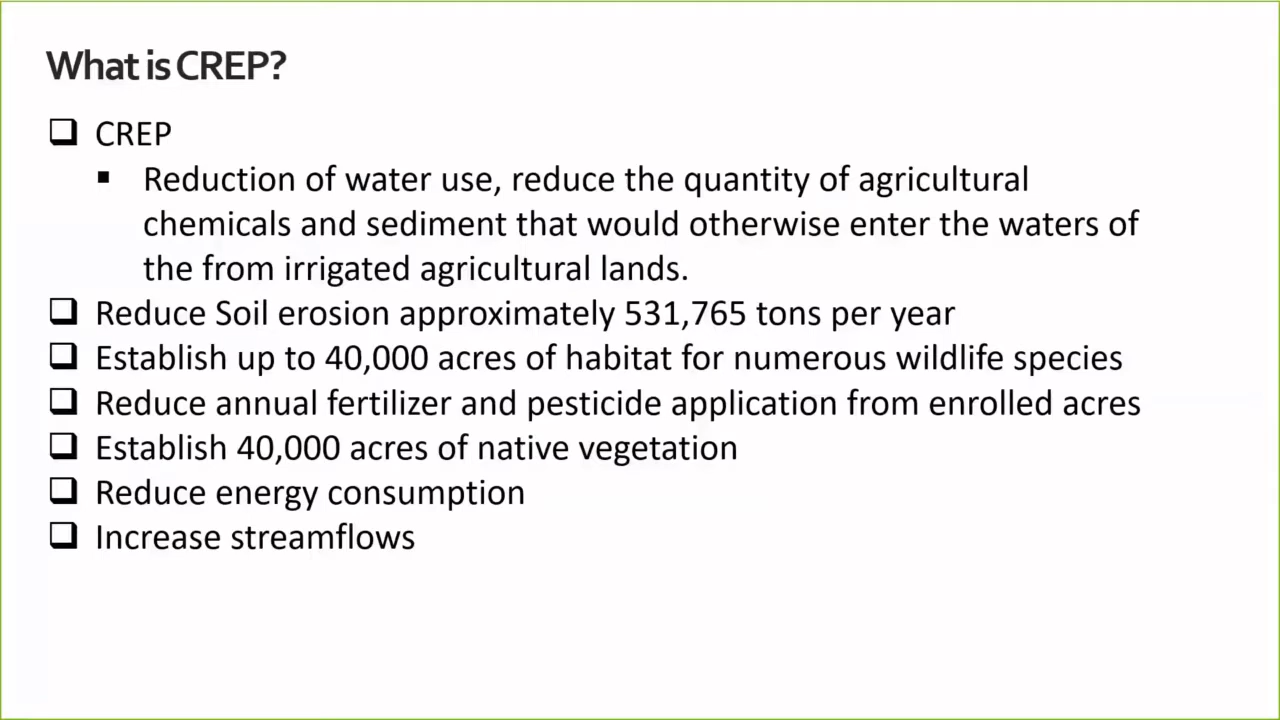 What is CREP?
CREP
Reduction of water use, reduce the quantity of agricultural
chemicals and sediment that would otherwise enter the waters of
the from irrigated agricultural lands.
Reduce Soil erosion approximately 531,765 tons per year
Establish up to 40,000 acres of habitat for numerous wildlife species
Reduce annual fertilizer and pesticide application from enrolled acres
Establish 40,000 acres of native vegetation
Reduce energy consumption
Increase streamflows